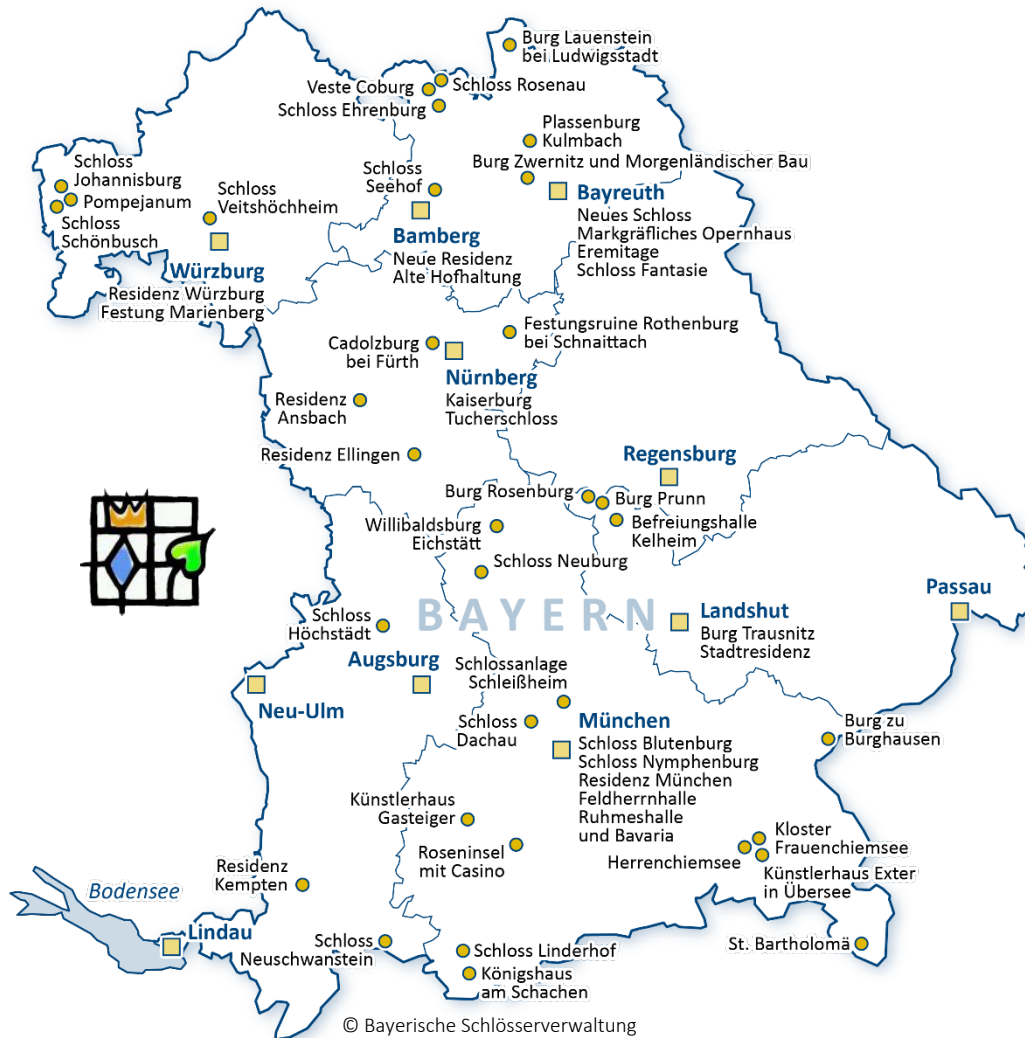 Burg Lauenstein
bei Ludwigsstadt
Veste Coburg
Schloss Rosenau
Schloss Ehrenburg
Plassenburg
Kulmbach
Burg Zwernitz und Morgenländischer Bau
Schloss
Johannisburg
Pompejanum
Schloss
Schönbusch
Schloss
Veitshöchheim
Schloss
Seehof
Bayreuth
Neues Schloss
Markgräfliches Opernhaus
Eremitage
Schloss Fantasie
Bamberg
Neue Residenz
Alte Hofhaltung
Würzburg
Residenz Würzburg
Festung Marienberg
Festungsruine Rothenburg
bei Schnaittach
Cadolzburg
bei Fürth
Nürnberg
Kaiserburg
Tucherschloss
Residenz
Ansbach
Residenz Ellingen
Regensburg
Burg Rosenburg
Burg Prunn
Befreiungshalle
Kelheim
Willibaldsburg
Eichstätt
Schloss Neuburg
Passau
BAYERN
Landshut
Burg Trausnitz
Stadtresidenz
Schloss
Höchstädt
Augsburg
Neu-Ulm
Schlossanlage
Schleißheim
Schloss
Dachau
München
Schloss Blutenburg
Schloss Nymphenburg
Residenz München
Feldherrnhalle
Ruhmeshalle
und Bavaria
Burg zu
Burghausen
Künstlerhaus
Gasteiger
Roseninsel
mit Casino
Kloster
Frauenchiemsee
Herrenchiemsee
Künstlerhaus Exter
in Übersee
Residenz
Kempten
Bodensee
Lindau
Schloss
Neuschwanstein
Schloss Linderhof
Königshaus
am Schachen
St. Bartholomä
© Bayerische Schlösserverwaltung